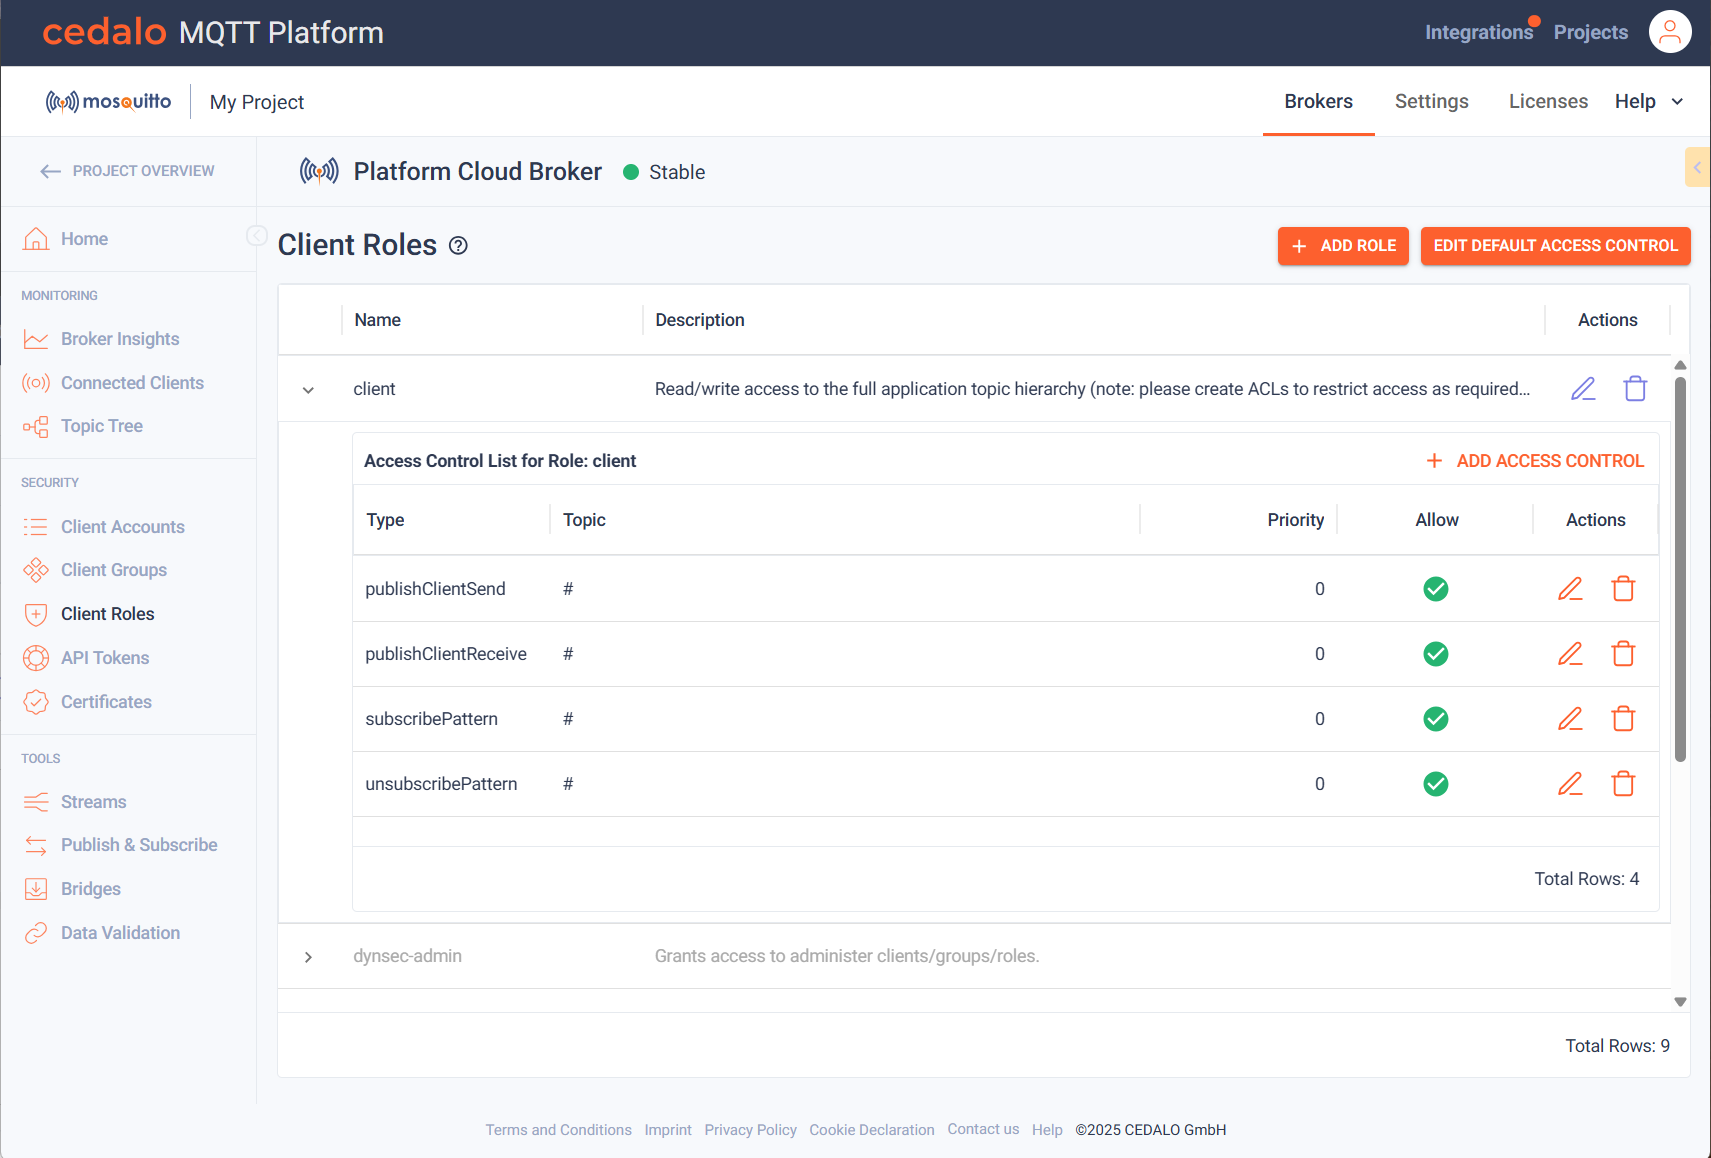 cedalo MQTT Platform
Integrations Projects
mosquitto My Project
Brokers Settings Licenses Help
PROJECT OVERVIEW
Platform Cloud Broker Stable
Home
Client Roles
ADD ROLE
EDIT DEFAULT ACCESS CONTROL
MONITORING
Broker Insights
Connected Clients
Topic Tree
SECURITY
Client Accounts
Client Groups
Client Roles
API Tokens
Certificates
TOOLS
Streams
Publish & Subscribe
Bridges
Data Validation
Name Description Actions
client Read/write access to the full application topic hierarchy (note: please create ACLs to restrict access as required...
Access Control List for Role: client
+ ADD ACCESS CONTROL
Type Topic Priority Allow Actions
publishClientSend # 0
publishClientReceive # 0
subscribePattern # 0
unsubscribePattern # 0
Total Rows: 4
dynsec-admin Grants access to administer clients/groups/roles.
Total Rows: 9
Terms and Conditions Imprint Privacy Policy Cookie Declaration Contact us Help ©2025 CEDALO GmbH